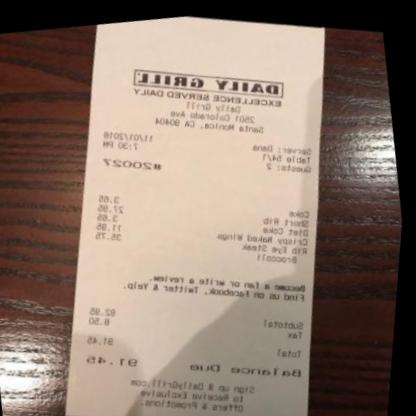 DAILY GRILL
EXCELLENCE SERVED DAILY
Daily Grill
2501 Colorado Ave
Santa Monica, CA. 90404
Server: Dana 11/01/2018
Table 54/1 7:30 PM
Guests: 2
#20027
Coke 3.65
Short Rib 27.95
Diet Coke 3.65
Crispy Naked Wings 11.95
Rib Eye Steak 35.75
Broccoli
Become a fan or write a review.
Find us on Facebook, Twitter & Yelp.
Subtotal 82.95
Tax 8.50
Total 91.45
Balance Due 91.45
Sign up @ DailyGrill.com
to Receive Exclusive
Offers & Promotions.